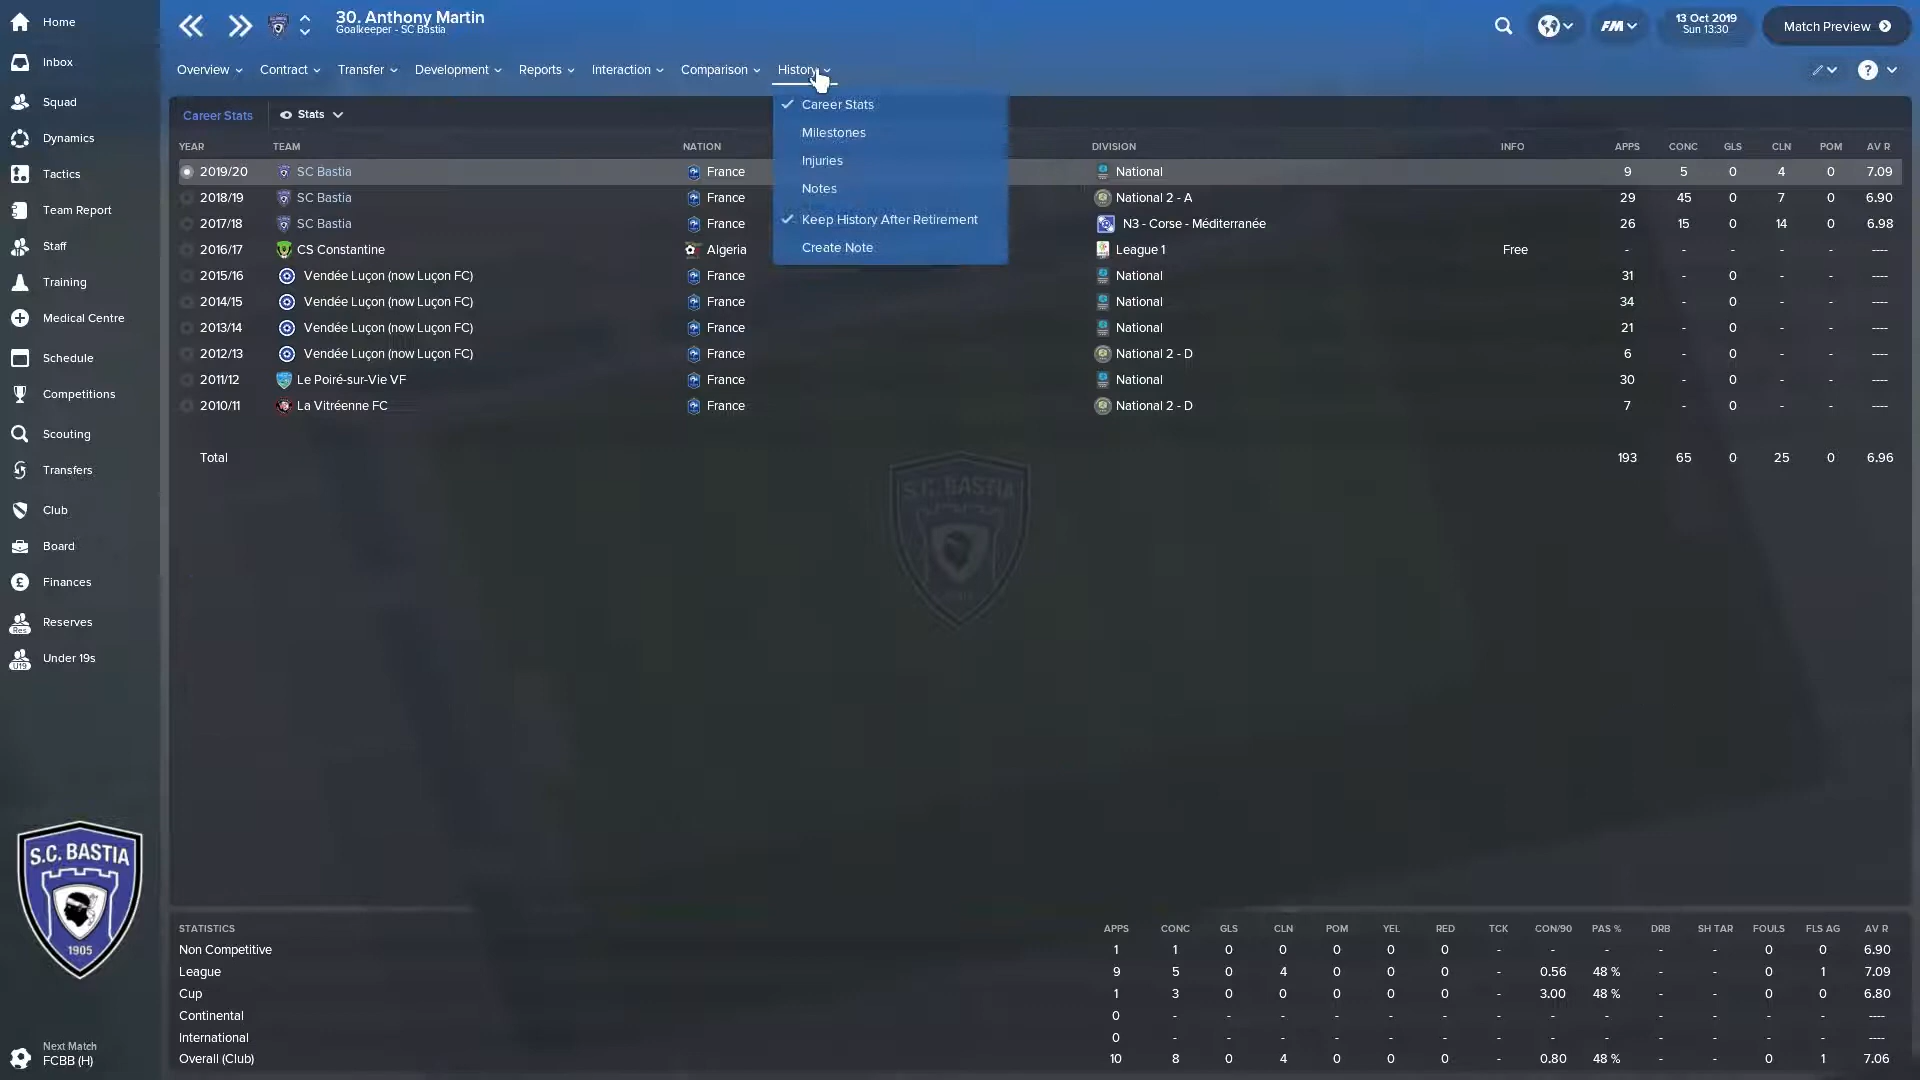 Home
Inbox
Squad
Dynamics
Tactics
Team Report
Staff
Training
Medical Centre
Schedule
Competitions
Scouting
Transfers
Club
Board
Finances
Res
Reserves
U19
Under 19s
S.C. BASTIA
1905
Next Match
FCBB (H)
30. Anthony Martin
Goalkeeper - SC Bastia
FM
13 Oct 2019
Sun 13:30
Match Preview
Overview Contract Transfer Development Reports Interaction Comparison History
?
Career Stats
Milestones
Injuries
Notes
Keep History After Retirement
Create Note
Career Stats Stats
YEAR TEAM NATION DIVISION INFO APPS CONC GLS CLN POM AV R
2019/20 SC Bastia France National 9 5 0 4 0 7.09
2018/19 SC Bastia France National 2 - A 29 45 0 7 0 6.90
2017/18 SC Bastia France N3 - Corse - Méditerranée 26 15 0 14 0 6.98
2016/17 CS Constantine Algeria League 1 Free - - - - - ----
2015/16 Vendée Luçon (now Luçon FC) France National 31 - 0 - - ----
2014/15 Vendée Luçon (now Luçon FC) France National 34 - 0 - - ----
2013/14 Vendée Luçon (now Luçon FC) France National 21 - 0 - - ----
2012/13 Vendée Luçon (now Luçon FC) France National 2 - D 6 - 0 - - ----
2011/12 Le Poiré-sur-Vie VF France National 30 - 0 - - ----
2010/11 La Vitréenne FC France National 2 - D 7 - 0 - - ----
Total 193 65 0 25 0 6.96
S.C. BASTIA
STATISTICS APPS CONC GLS CLN POM YEL RED TCK CON/90 PAS % DRB SH TAR FOULS FLS AG AV R
Non Competitive 1 1 0 0 0 0 0 - - - - - 0 0 6.90
League 9 5 0 4 0 0 0 - 0.56 48 % - - 0 1 7.09
Cup 1 3 0 0 0 0 0 - 3.00 48 % - - 0 0 6.80
Continental 0 - - - - - - - - - - - - - ----
International 0 - - - - - - - - - - - - - ----
Overall (Club) 10 8 0 4 0 0 0 - 0.80 48 % - - 0 1 7.06